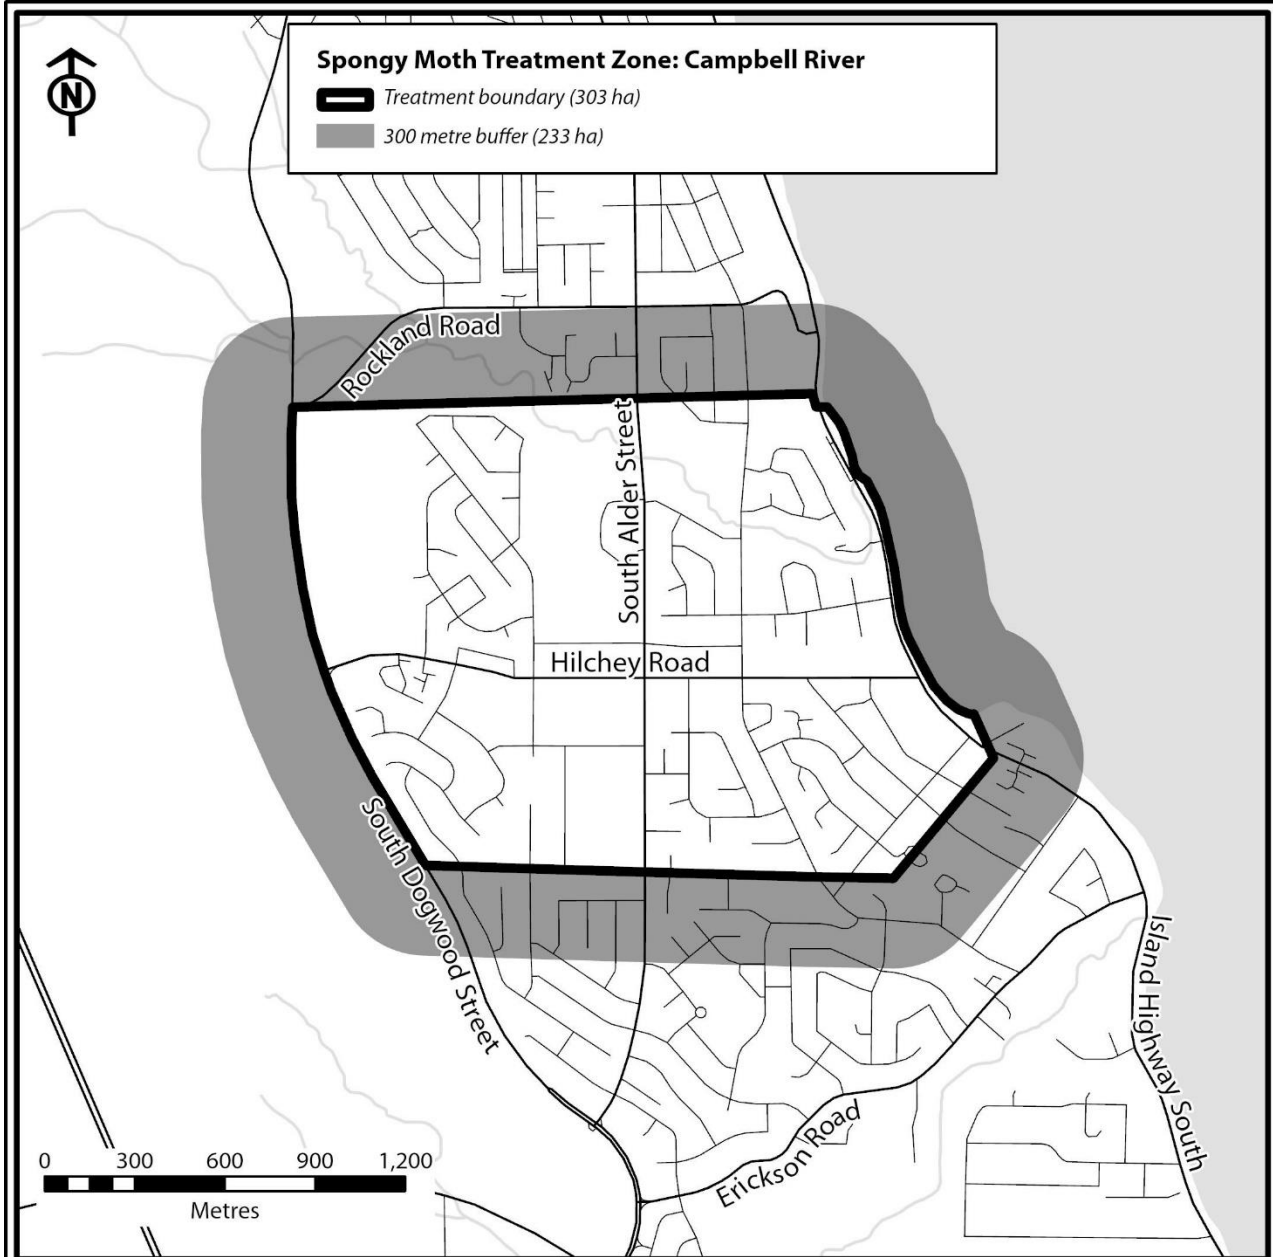 Spongy Moth Treatment Zone: Campbell River
Treatment boundary (303 ha)
300 metre buffer (233 ha)
N
Rockland Road
South Alder Street
Hilchey Road
South Dogwood Street
Island Highway South
Erickson Road
0 300 600 900 1,200
Metres